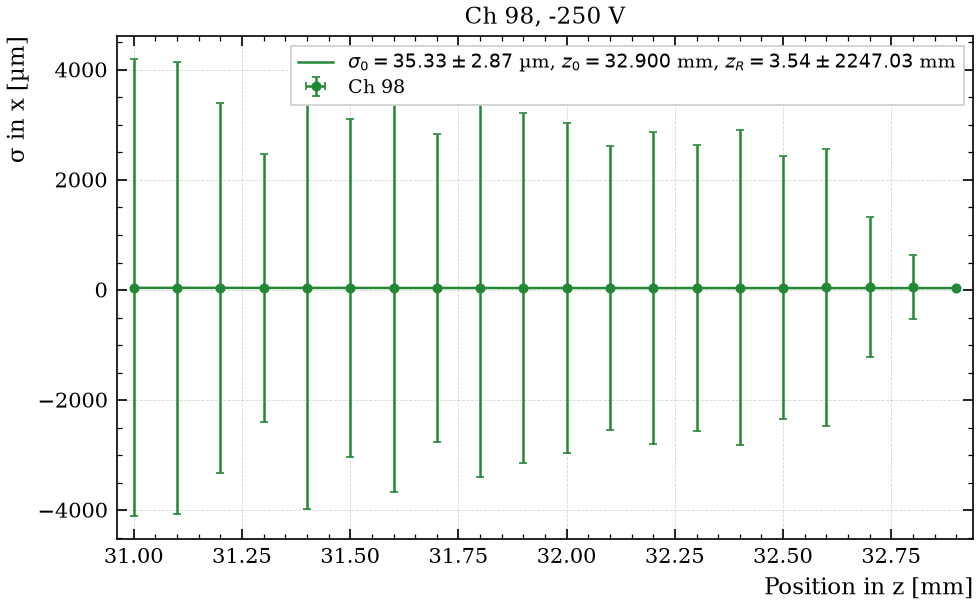 Ch 98, -250 V
σ in x [µm]
σ₀ = 35.33 ± 2.87 µm, z₀ = 32.900 mm, z_R = 3.54 ± 2247.03 mm
Ch 98
4000
2000
0
−2000
−4000
31.00 31.25 31.50 31.75 32.00 32.25 32.50 32.75
Position in z [mm]